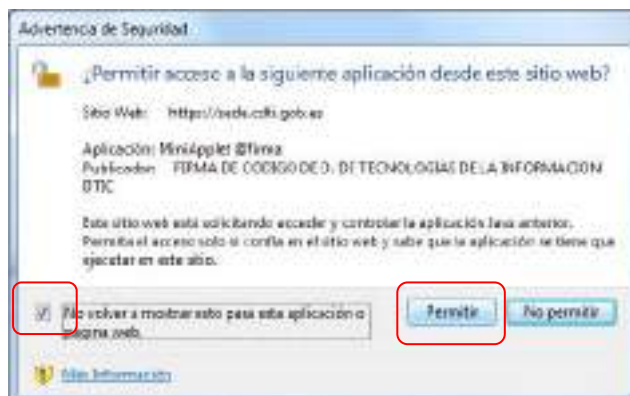 Advertencia de Seguridad
¿Permitir acceso a la siguiente aplicación desde este sitio web?
Sitio Web: https://sede.cdti.gob.es
Aplicación: MiniApplet @firma
Publicador: FIRMA DE CODIGO DE D. DE TECNOLOGIAS DE LA INFORMACION
DTIC
Este sitio web está solicitando acceder y controlar la aplicación Java anterior.
Permita el acceso solo si confía en el sitio web y sabe que la aplicación se tiene que
ejecutar en este sitio.
No volver a mostrar esto para esta aplicación o
página web.
Permitir
No permitir
Más Información